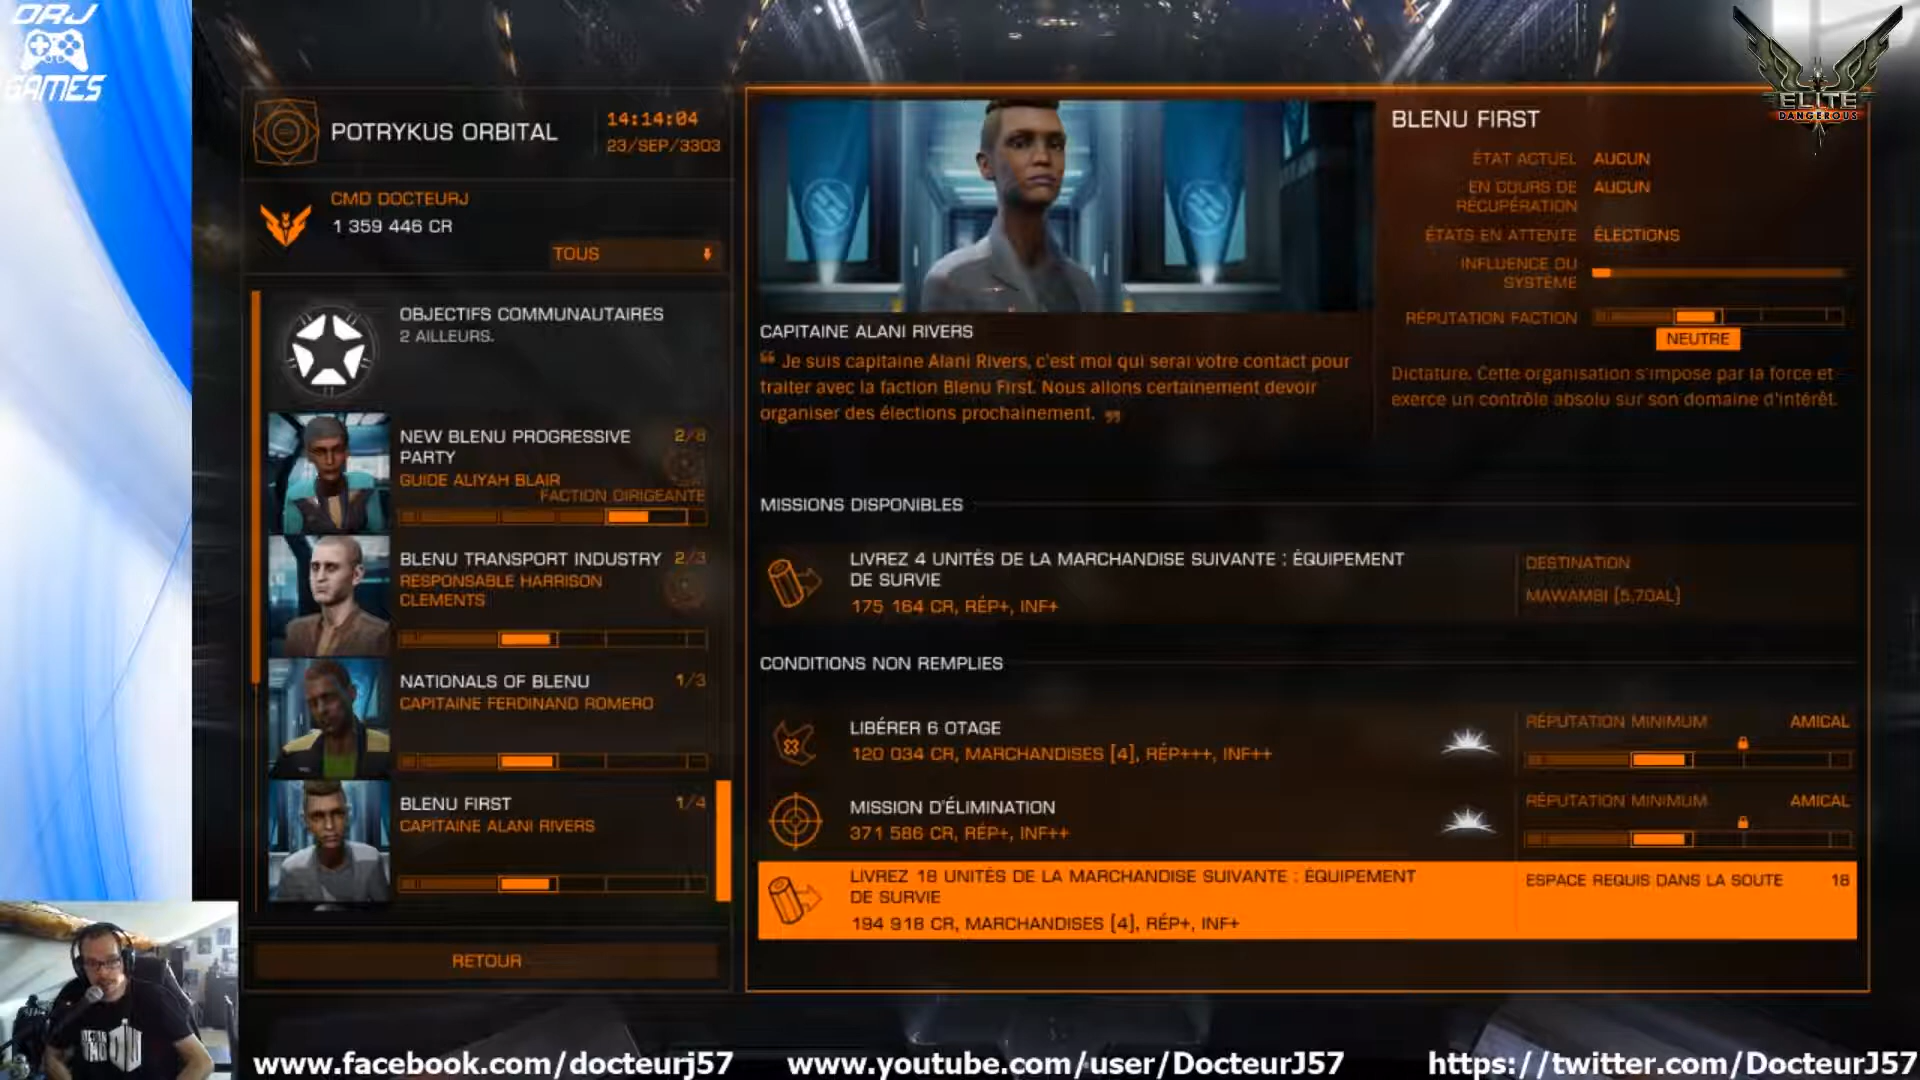 DRJ
GAMES
ELITE
DANGEROUS
POTRYKUS ORBITAL
14:14:04
23/SEP/3303
CMD DOCTEURJ
1 359 446 CR
TOUS
OBJECTIFS COMMUNAUTAIRES
2 AILLEURS.
NEW BLENU PROGRESSIVE 2/8
PARTY
GUIDE ALIYAH BLAIR
FACTION DIRIGEANTE
BLENU TRANSPORT INDUSTRY 2/3
RESPONSABLE HARRISON
CLEMENTS
NATIONALS OF BLENU 1/3
CAPITAINE FERDINAND ROMERO
BLENU FIRST 1/4
CAPITAINE ALANI RIVERS
RETOUR
CAPITAINE ALANI RIVERS
“ Je suis capitaine Alani Rivers, c'est moi qui serai votre contact pour
traiter avec la faction Blenu First. Nous allons certainement devoir
organiser des élections prochainement. ”
BLENU FIRST
ÉTAT ACTUEL AUCUN
EN COURS DE AUCUN
RÉCUPÉRATION
ÉTATS EN ATTENTE ÉLECTIONS
INFLUENCE DU
SYSTÈME
RÉPUTATION FACTION
NEUTRE
Dictature. Cette organisation s'impose par la force et
exerce un contrôle absolu sur son domaine d'intérêt.
MISSIONS DISPONIBLES
LIVREZ 4 UNITÉS DE LA MARCHANDISE SUIVANTE : ÉQUIPEMENT
DE SURVIE
175 164 CR, RÉP+, INF+
DESTINATION
MAWAMBI [5,70AL]
CONDITIONS NON REMPLIES
LIBÉRER 6 OTAGE
120 034 CR, MARCHANDISES [4], RÉP+++, INF++
RÉPUTATION MINIMUM AMICAL
MISSION D'ÉLIMINATION
371 586 CR, RÉP+, INF++
RÉPUTATION MINIMUM AMICAL
LIVREZ 18 UNITÉS DE LA MARCHANDISE SUIVANTE : ÉQUIPEMENT
DE SURVIE
194 918 CR, MARCHANDISES [4], RÉP+, INF+
ESPACE REQUIS DANS LA SOUTE 18
www.facebook.com/docteurj57
www.youtube.com/user/DocteurJ57
https://twitter.com/DocteurJ57